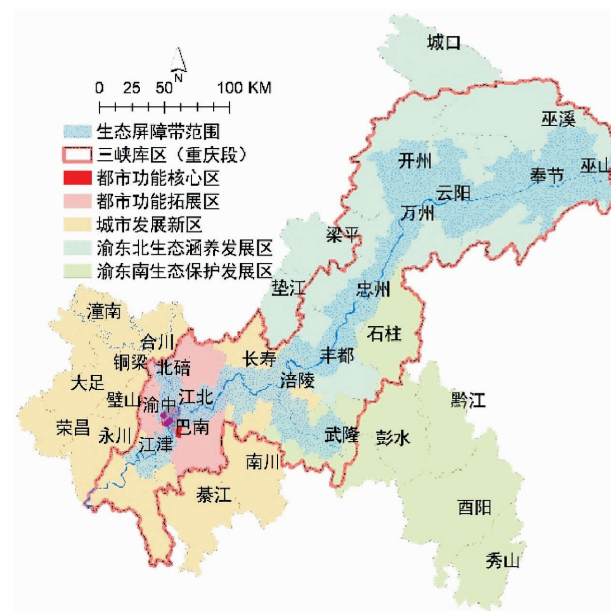 城口
N
0 50 100 KM
生态屏障带范围
三峡库区（重庆段）
都市功能核心区
都市功能拓展区
城市发展新区
渝东北生态涵养发展区
渝东南生态保护发展区
巫溪
开州
奉节
巫山
云阳
万州
梁平
垫江
忠州
石柱
潼南
合川
长寿
丰都
铜梁
北碚
涪陵
大足
璧山
渝中
江北
黔江
荣昌
永川
巴南
武隆
彭水
江津
南川
綦江
酉阳
秀山